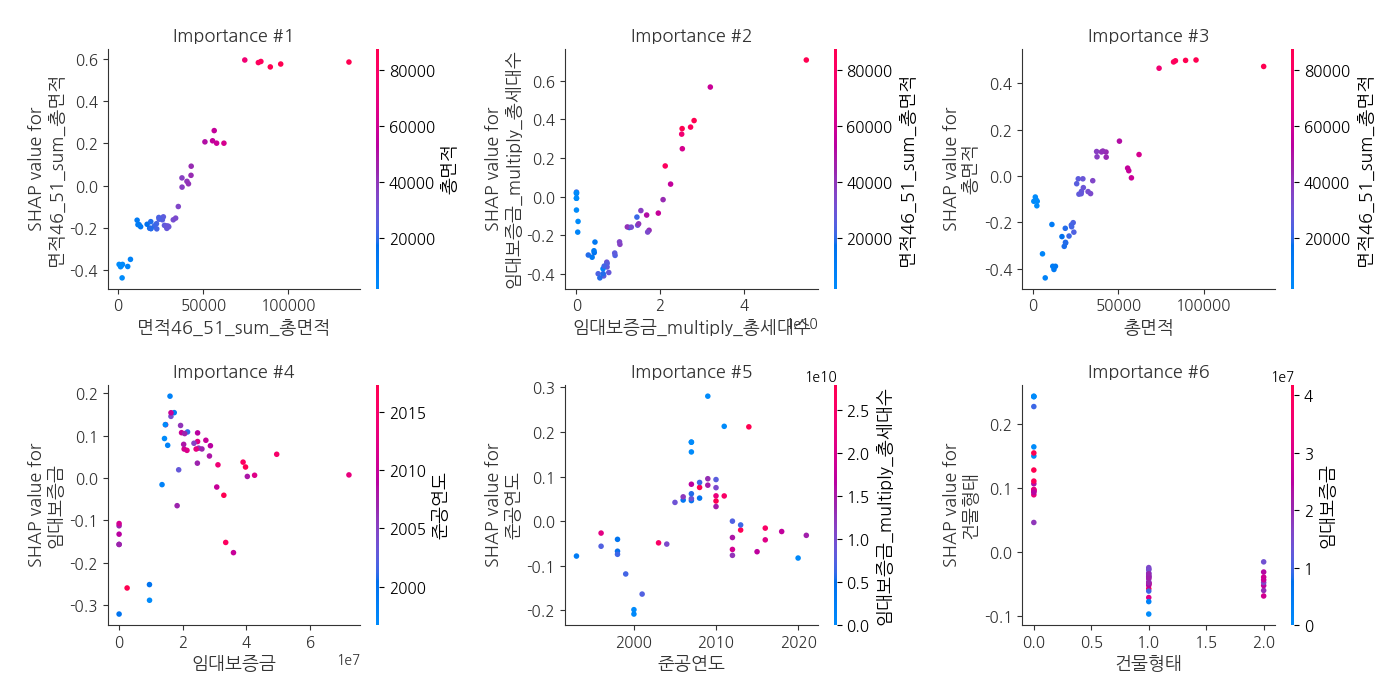 Importance #1
0.6
0.4
0.2
0.0
-0.2
-0.4
SHAP value for
면적46_51_sum_총면적
0
50000
100000
면적46_51_sum_총면적
80000
60000
40000
20000
총면적
Importance #2
0.6
0.4
0.2
0.0
-0.2
-0.4
SHAP value for
임대보증금_multiply_총세대수
0
2
4
1e10
임대보증금_multiply_총세대수
80000
60000
40000
20000
면적46_51_sum_총면적
Importance #3
0.4
0.2
0.0
-0.2
-0.4
SHAP value for
총면적
0
50000
100000
총면적
80000
60000
40000
20000
면적46_51_sum_총면적
Importance #4
0.2
0.1
0.0
-0.1
-0.2
-0.3
SHAP value for
임대보증금
0
2
4
6
1e7
임대보증금
2015
2010
2005
2000
준공연도
Importance #5
0.3
0.2
0.1
0.0
-0.1
-0.2
SHAP value for
준공연도
2000
2010
2020
준공연도
1e10
2.5
2.0
1.5
1.0
0.5
0.0
임대보증금_multiply_총세대수
Importance #6
0.2
0.1
0.0
-0.1
SHAP value for
건물형태
0.0
0.5
1.0
1.5
2.0
건물형태
1e7
4
3
2
1
0
임대보증금